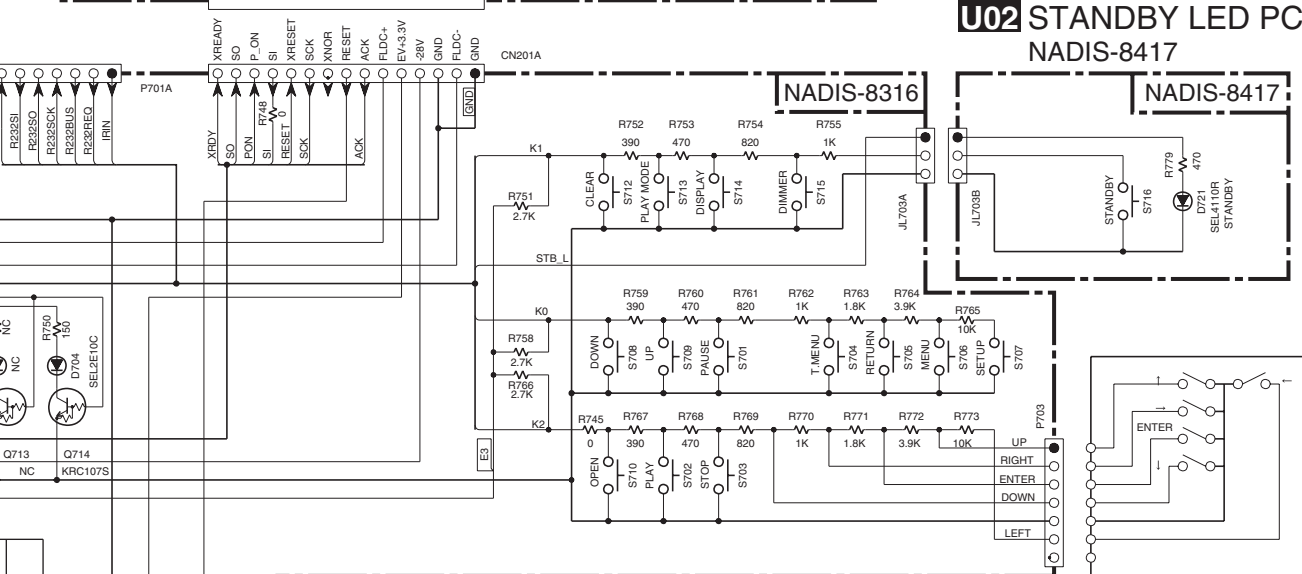 U02 STANDBY LED PC
NADIS-8417
XREADY
SO
P_ON
SI
XRESET
SCK
XNOR
RESET
ACK
FLDC+
EV+3.3V
-28V
GND
FLDC-
GND
CN201A
P701A
R232SI
R232SO
R232SCK
R232BUS
R232REQ
IRIN
XRDY
SO
PON
R748
0
SI
RESET
SCK
ACK
GND
NADIS-8316
NADIS-8417
R752 R753 R754 R755
K1 390 470 820 1K
CLEAR
S712
PLAY MODE
S713
DISPLAY
S714
DIMMER
S715
R751
2.7K
JL703A
JL703B
STANDBY
S716
R779
470
D721
SEL4110R
STANDBY
STB_L
R759 R760 R761 R762 R763 R764
K0 390 470 820 1K 1.8K 3.9K
R765
10K
R758
2.7K
DOWN
S708
UP
S709
PAUSE
S701
T.MENU
S704
RETURN
S705
MENU
S706
SETUP
S707
R766
2.7K
NC
NC
R750
150
D704
SEL2E10C
K2 R745 R767 R768 R769 R770 R771 R772 R773
0 390 470 820 1K 1.8K 3.9K 10K
P703
E3
OPEN
S710
PLAY
S702
STOP
S703
UP
RIGHT
ENTER
DOWN
LEFT
↑
←
→
ENTER
↓
Q713 Q714
NC KRC107S